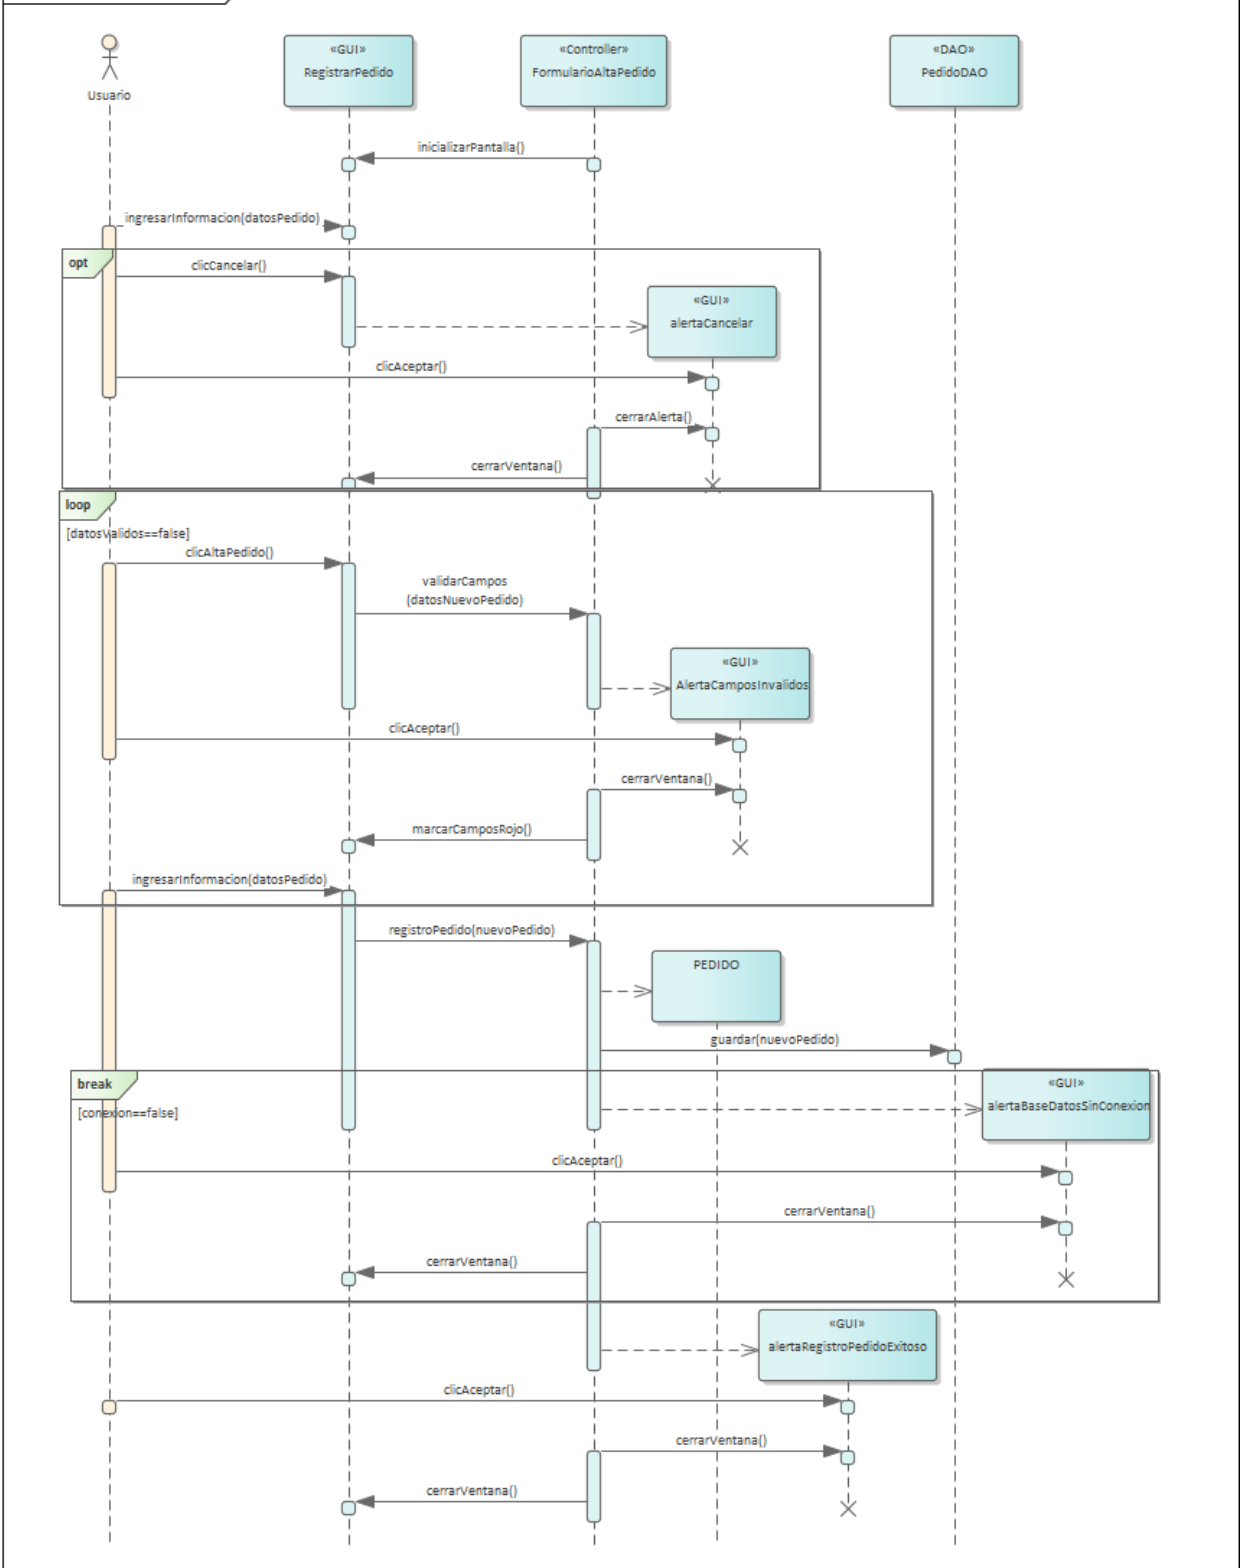 «GUI»
RegistrarPedido
«Controller»
FormularioAltaPedido
«DAO»
PedidoDAO
Usuario
inicializarPantalla()
ingresarInformacion(datosPedido)
opt
clicCancelar()
«GUI»
alertaCancelar
clicAceptar()
cerrarAlerta()
cerrarVentana()
loop
[datosValidos==false]
clicAltaPedido()
validarCampos
(datosNuevoPedido)
«GUI»
AlertaCamposInvalidos
clicAceptar()
cerrarVentana()
marcarCamposRojo()
ingresarInformacion(datosPedido)
registroPedido(nuevoPedido)
PEDIDO
guardar(nuevoPedido)
break
[conexion==false]
«GUI»
alertaBaseDatosSinConexion
clicAceptar()
cerrarVentana()
cerrarVentana()
«GUI»
alertaRegistroPedidoExitoso
clicAceptar()
cerrarVentana()
cerrarVentana()